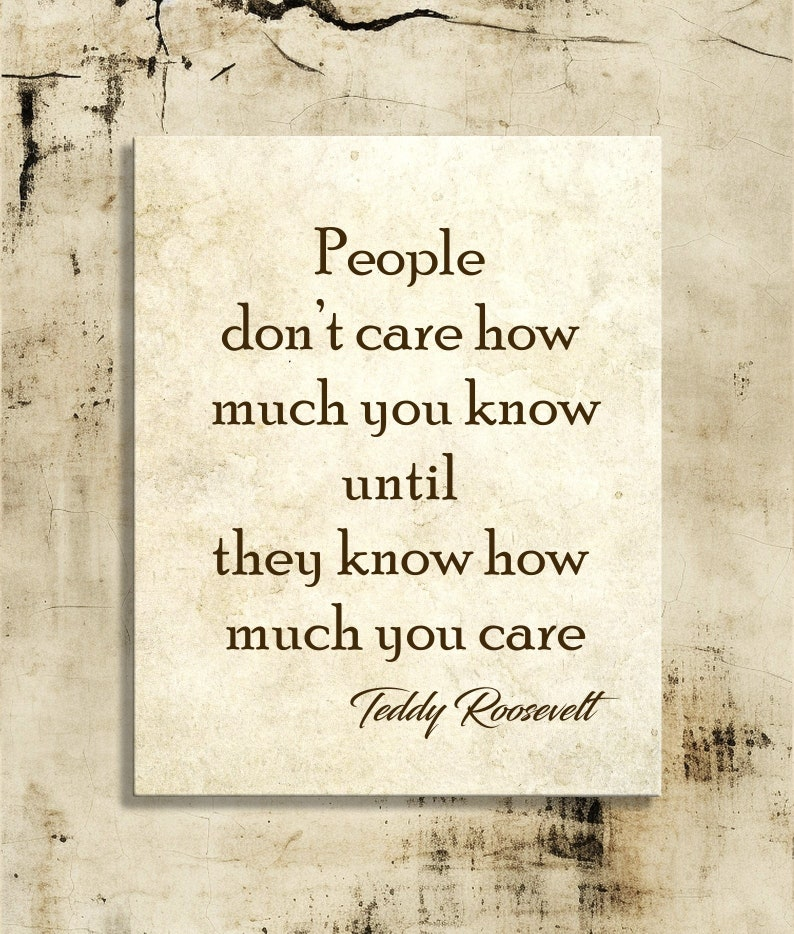 People
don't care how
much you know
until
they know how
much you care
Teddy Roosevelt